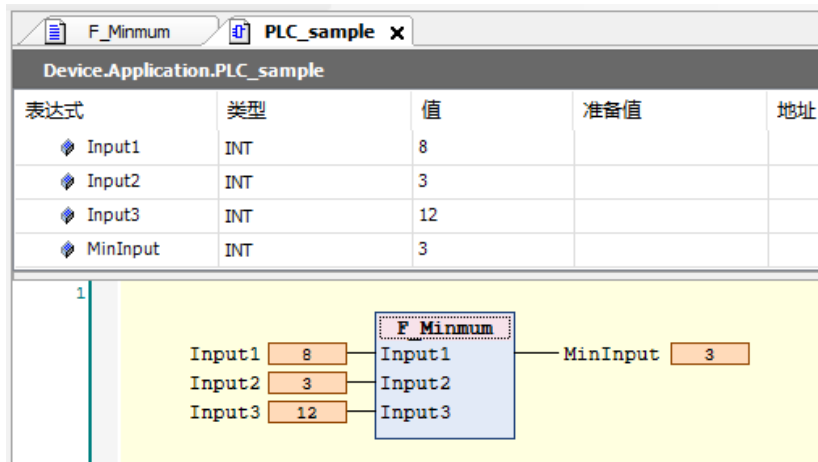 F_Minmum PLC_sample
Device.Application.PLC_sample
表达式 类型 值 准备值 地址
Input1 INT 8
Input2 INT 3
Input3 INT 12
MinInput INT 3
1
F_Minmum
Input1 8 Input1 MinInput 3
Input2 3 Input2
Input3 12 Input3